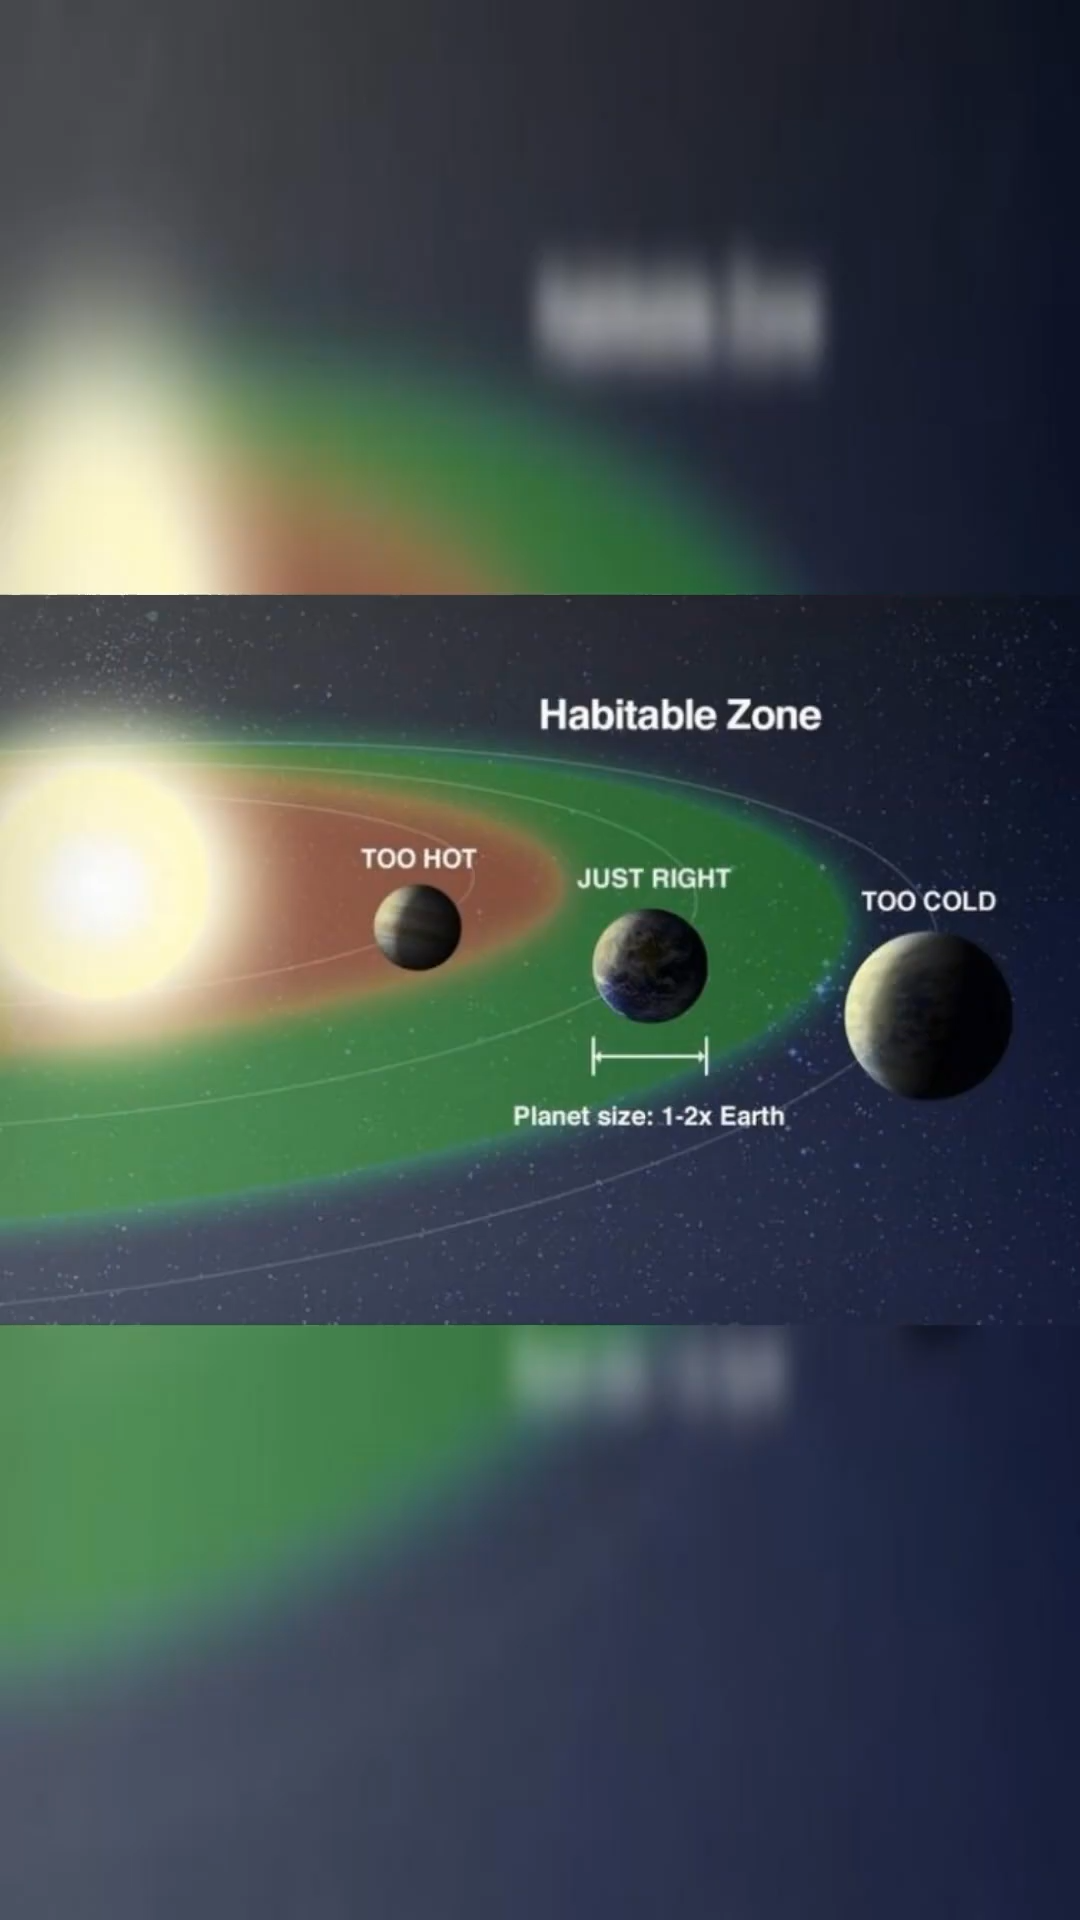 Habitable Zone
TOO HOT
JUST RIGHT
TOO COLD
Planet size: 1-2x Earth